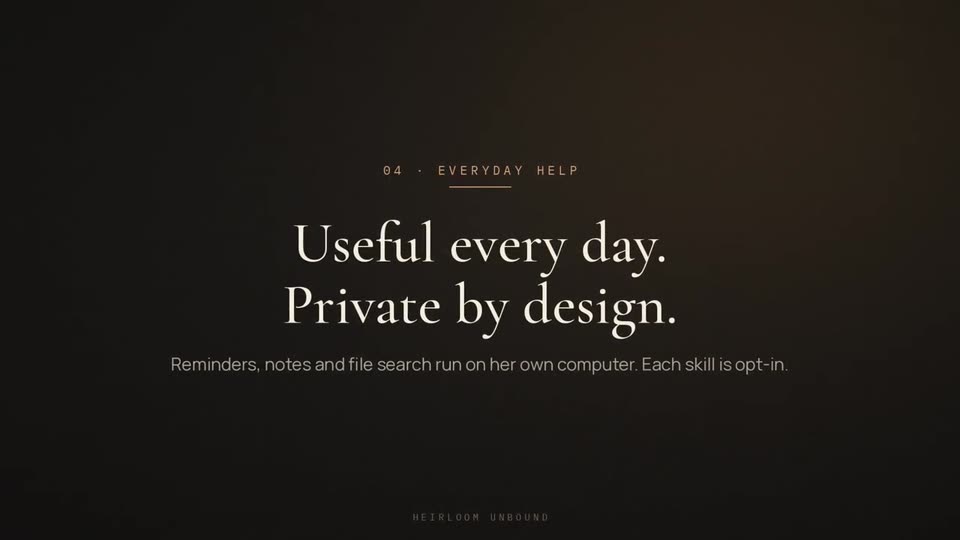 04 · EVERYDAY HELP
Useful every day.
Private by design.
Reminders, notes and file search run on her own computer. Each skill is opt-in.
HEIRLOOM UNBOUND